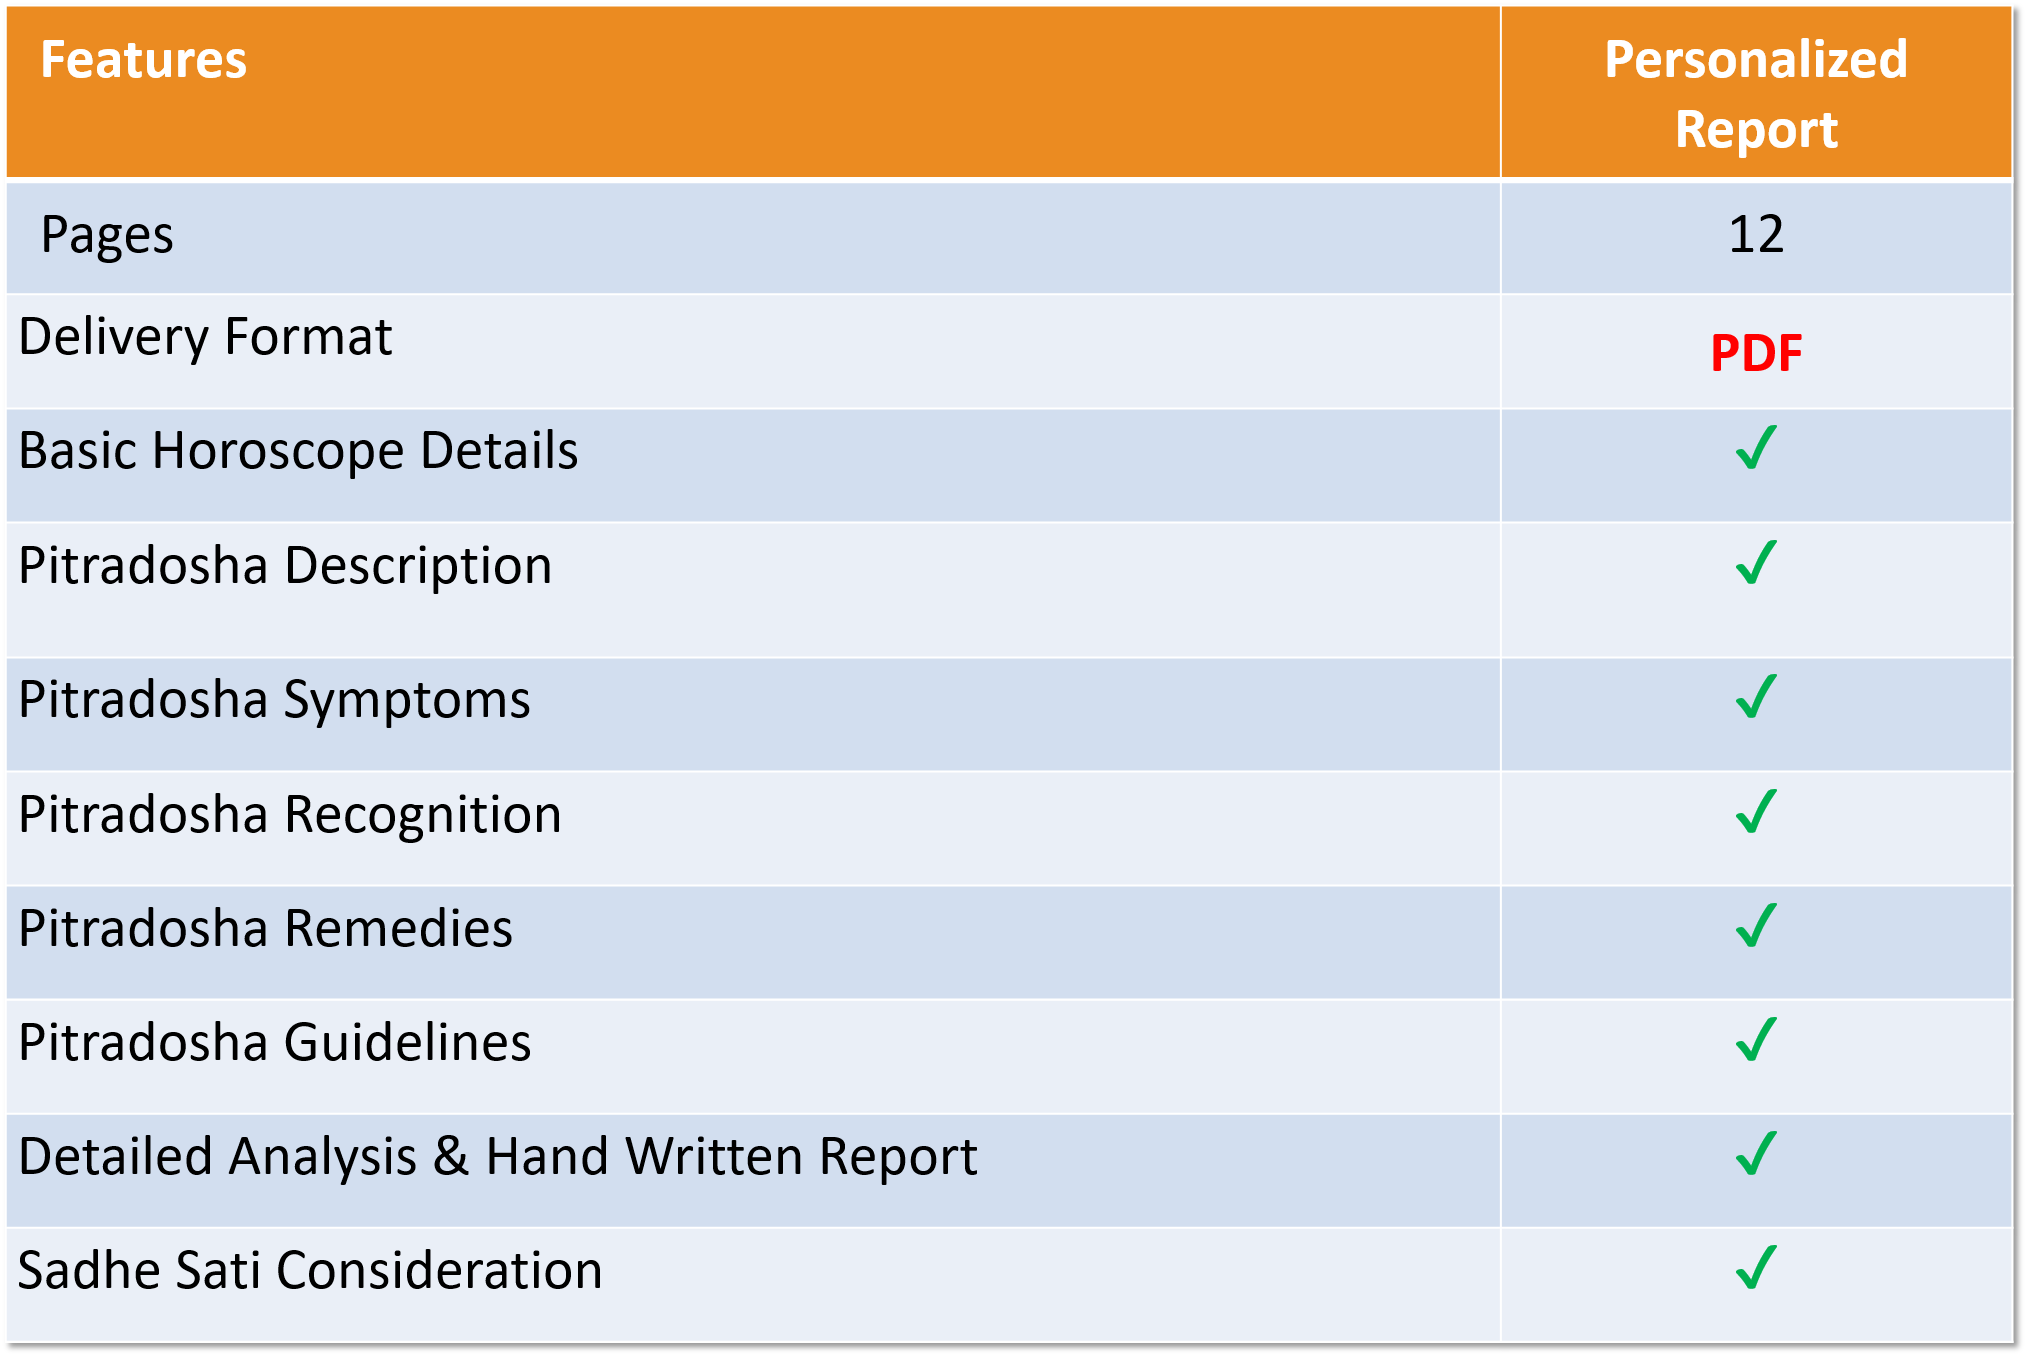 Features
Personalized
Report
Pages
12
Delivery Format
PDF
Basic Horoscope Details
✓
Pitradosha Description
✓
Pitradosha Symptoms
✓
Pitradosha Recognition
✓
Pitradosha Remedies
✓
Pitradosha Guidelines
✓
Detailed Analysis & Hand Written Report
✓
Sadhe Sati Consideration
✓